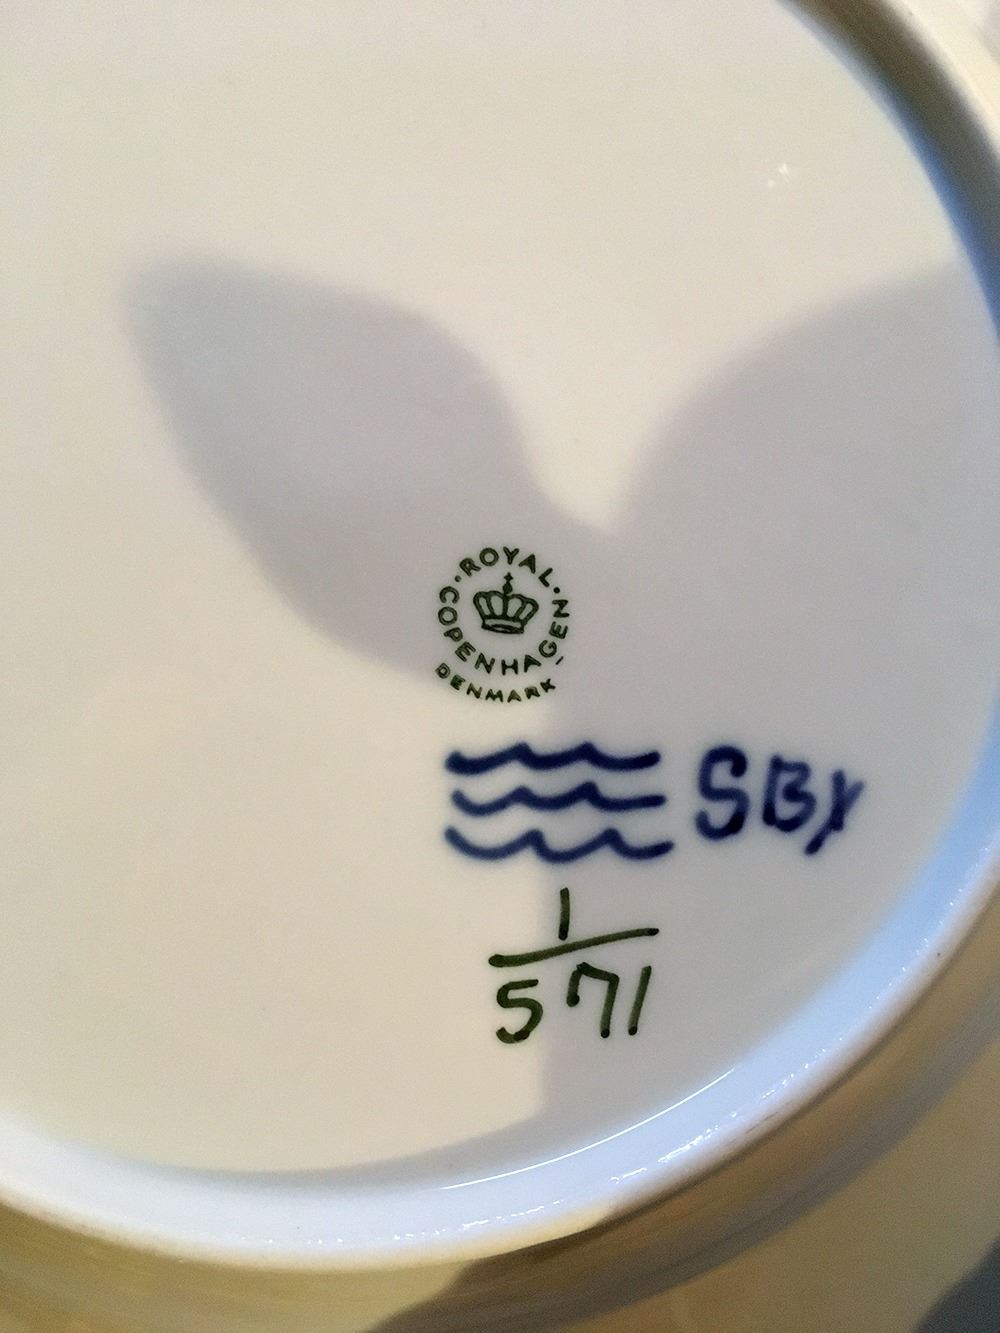 ROYAL
COPENHAGEN
DENMARK
SBX
1
571